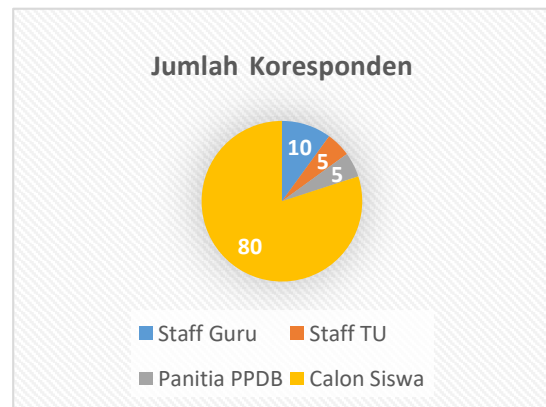 Jumlah Koresponden
10
5
5
80
Staff Guru Staff TU
Panitia PPDB Calon Siswa